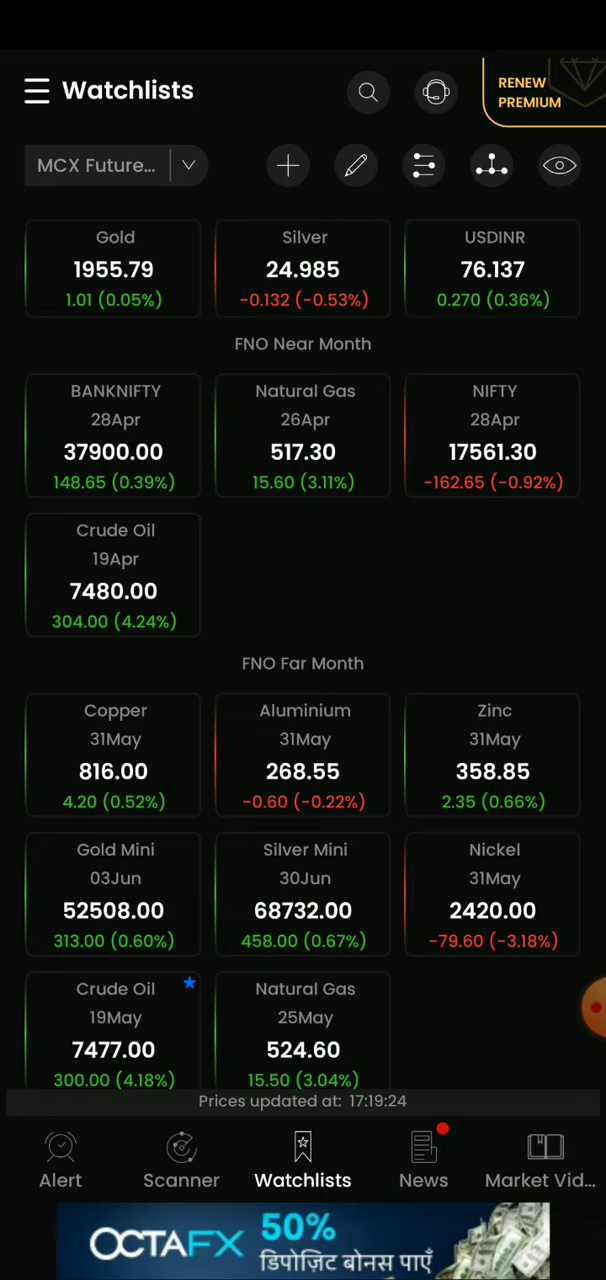 Watchlists
RENEW
PREMIUM
MCX Future...
Gold Silver USDINR
1955.79 24.985 76.137
1.01 (0.05%) -0.132 (-0.53%) 0.270 (0.36%)
FNO Near Month
BANKNIFTY Natural Gas NIFTY
28Apr 26Apr 28Apr
37900.00 517.30 17561.30
148.65 (0.39%) 15.60 (3.11%) -162.65 (-0.92%)
Crude Oil
19Apr
7480.00
304.00 (4.24%)
FNO Far Month
Copper Aluminium Zinc
31May 31May 31May
816.00 268.55 358.85
4.20 (0.52%) -0.60 (-0.22%) 2.35 (0.66%)
Gold Mini Silver Mini Nickel
03Jun 30Jun 31May
52508.00 68732.00 2420.00
313.00 (0.60%) 458.00 (0.67%) -79.60 (-3.18%)
Crude Oil Natural Gas
19May 25May
7477.00 524.60
300.00 (4.18%) 15.50 (3.04%)
Prices updated at: 17:19:24
Alert Scanner Watchlists News Market Vid...
OCTAFX 50%
डिपोज़िट बोनस पाएँ